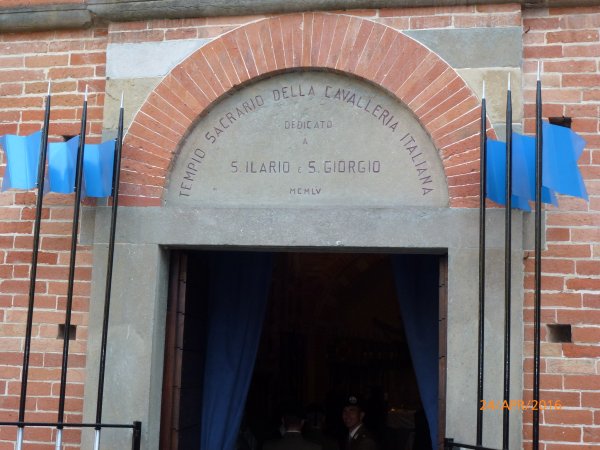 TEMPIO SACRARIO DELLA CAVALLERIA ITALIANA
DEDICATO
A
S. ILARIO E S. GIORGIO
MCMLV
24/APR/2016